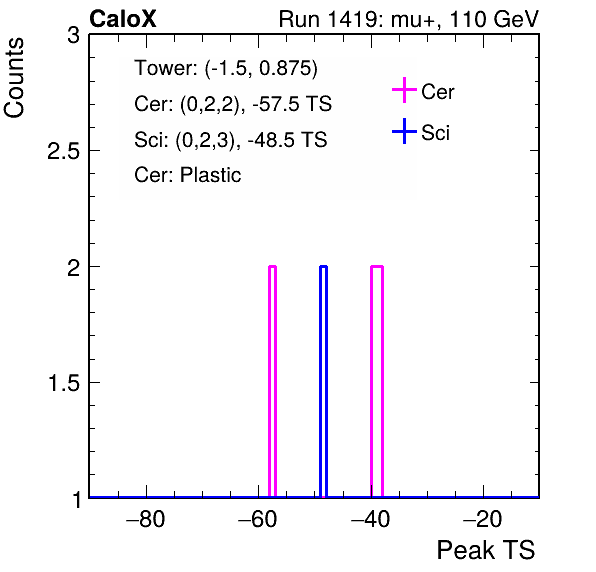 CaloX Run 1419: mu+, 110 GeV
Counts
3
2.5
2
1.5
1
Tower: (-1.5, 0.875)
Cer: (0,2,2), -57.5 TS
Sci: (0,2,3), -48.5 TS
Cer: Plastic
Cer
Sci
−80 −60 −40 −20
Peak TS